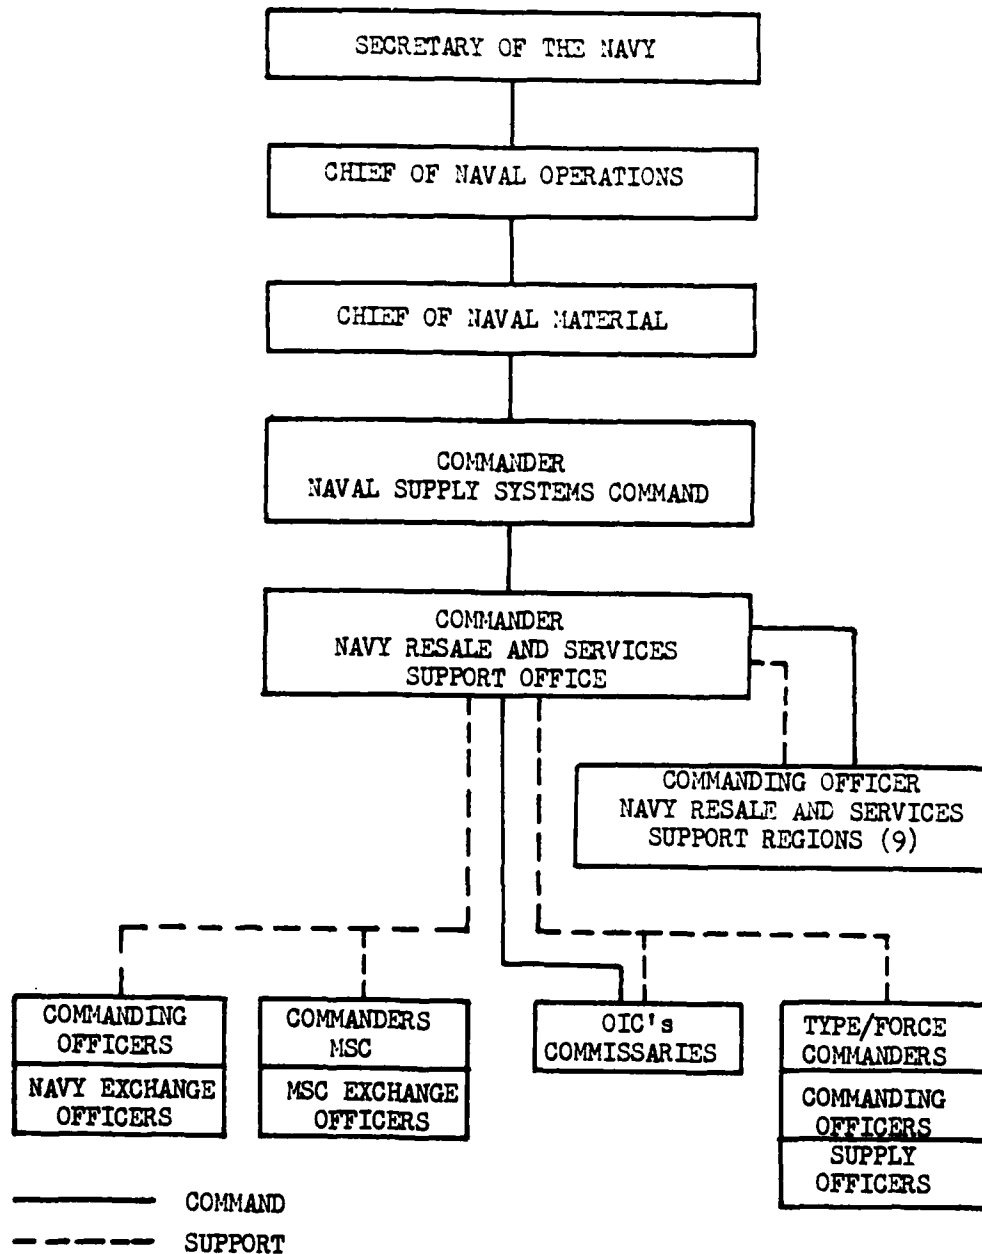 SECRETARY OF THE NAVY
CHIEF OF NAVAL OPERATIONS
CHIEF OF NAVAL MATERIAL
COMMANDER
NAVAL SUPPLY SYSTEMS COMMAND
COMMANDER
NAVY RESALE AND SERVICES
SUPPORT OFFICE
COMMANDING OFFICER
NAVY RESALE AND SERVICES
SUPPORT REGIONS (9)
COMMANDING
OFFICERS
NAVY EXCHANGE
OFFICERS
COMMANDERS
MSC
MSC EXCHANGE
OFFICERS
OIC's
COMMISSARIES
TYPE/FORCE
COMMANDERS
COMMANDING
OFFICERS
SUPPLY
OFFICERS
COMMAND
SUPPORT